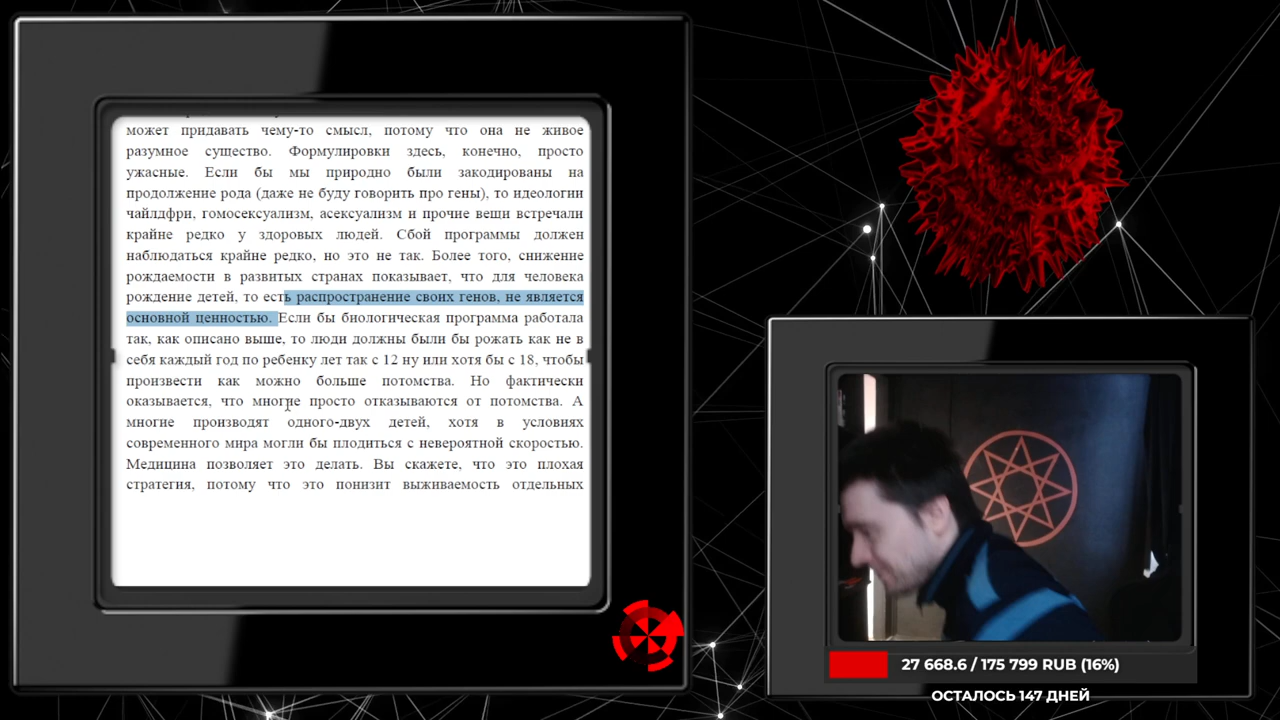 может придавать чему-то смысл, потому что она не живое
разумное существо. Формулировки здесь, конечно, просто
ужасные. Если бы мы природно были закодированы на
продолжение рода (даже не буду говорить про гены), то идеологии
чайлдфри, гомосексуализм, асексуализм и прочие вещи встречали
крайне редко у здоровых людей. Сбой программы должен
наблюдаться крайне редко, но это не так. Более того, снижение
рождаемости в развитых странах показывает, что для человека
рождение детей, то есть распространение своих генов, не является
основной ценностью. Если бы биологическая программа работала
так, как описано выше, то люди должны были бы рожать как не в
себя каждый год по ребенку лет так с 12 ну или хотя бы с 18, чтобы
произвести как можно больше потомства. Но фактически
оказывается, что многие просто отказываются от потомства. А
многие производят одного-двух детей, хотя в условиях
современного мира могли бы плодиться с невероятной скоростью.
Медицина позволяет это делать. Вы скажете, что это плохая
стратегия, потому что это понизит выживаемость отдельных
27 668.6 / 175 799 RUB (16%)
ОСТАЛОСЬ 147 ДНЕЙ